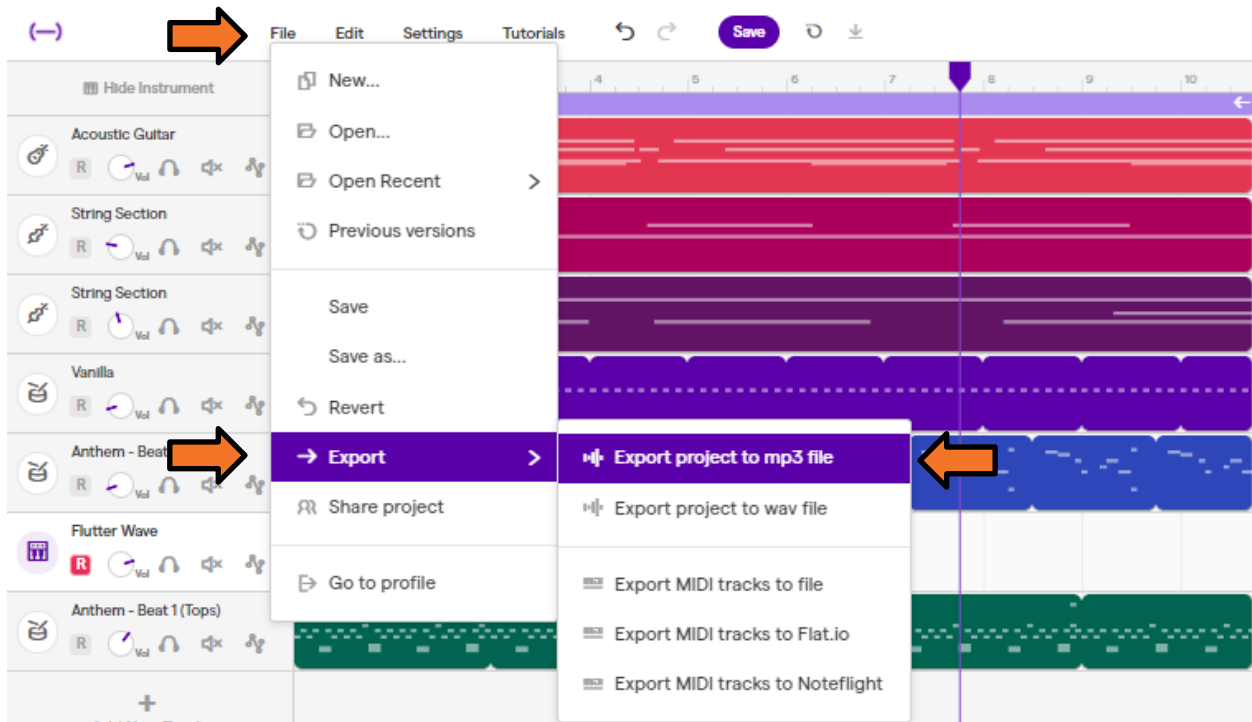 File Edit Settings Tutorials Save
4 5 6 7 8 9 10
Hide Instrument
New...
Open...
Open Recent
Previous versions
Save
Save as...
Revert
Export
Share project
Go to profile
Export project to mp3 file
Export project to wav file
Export MIDI tracks to file
Export MIDI tracks to Flat.io
Export MIDI tracks to Noteflight
Acoustic Guitar
R Vol
String Section
R Vol
String Section
R Vol
Vanilla
R Vol
Anthem - Beat
R Vol
Flutter Wave
R Vol
Anthem - Beat 1 (Tops)
R Vol